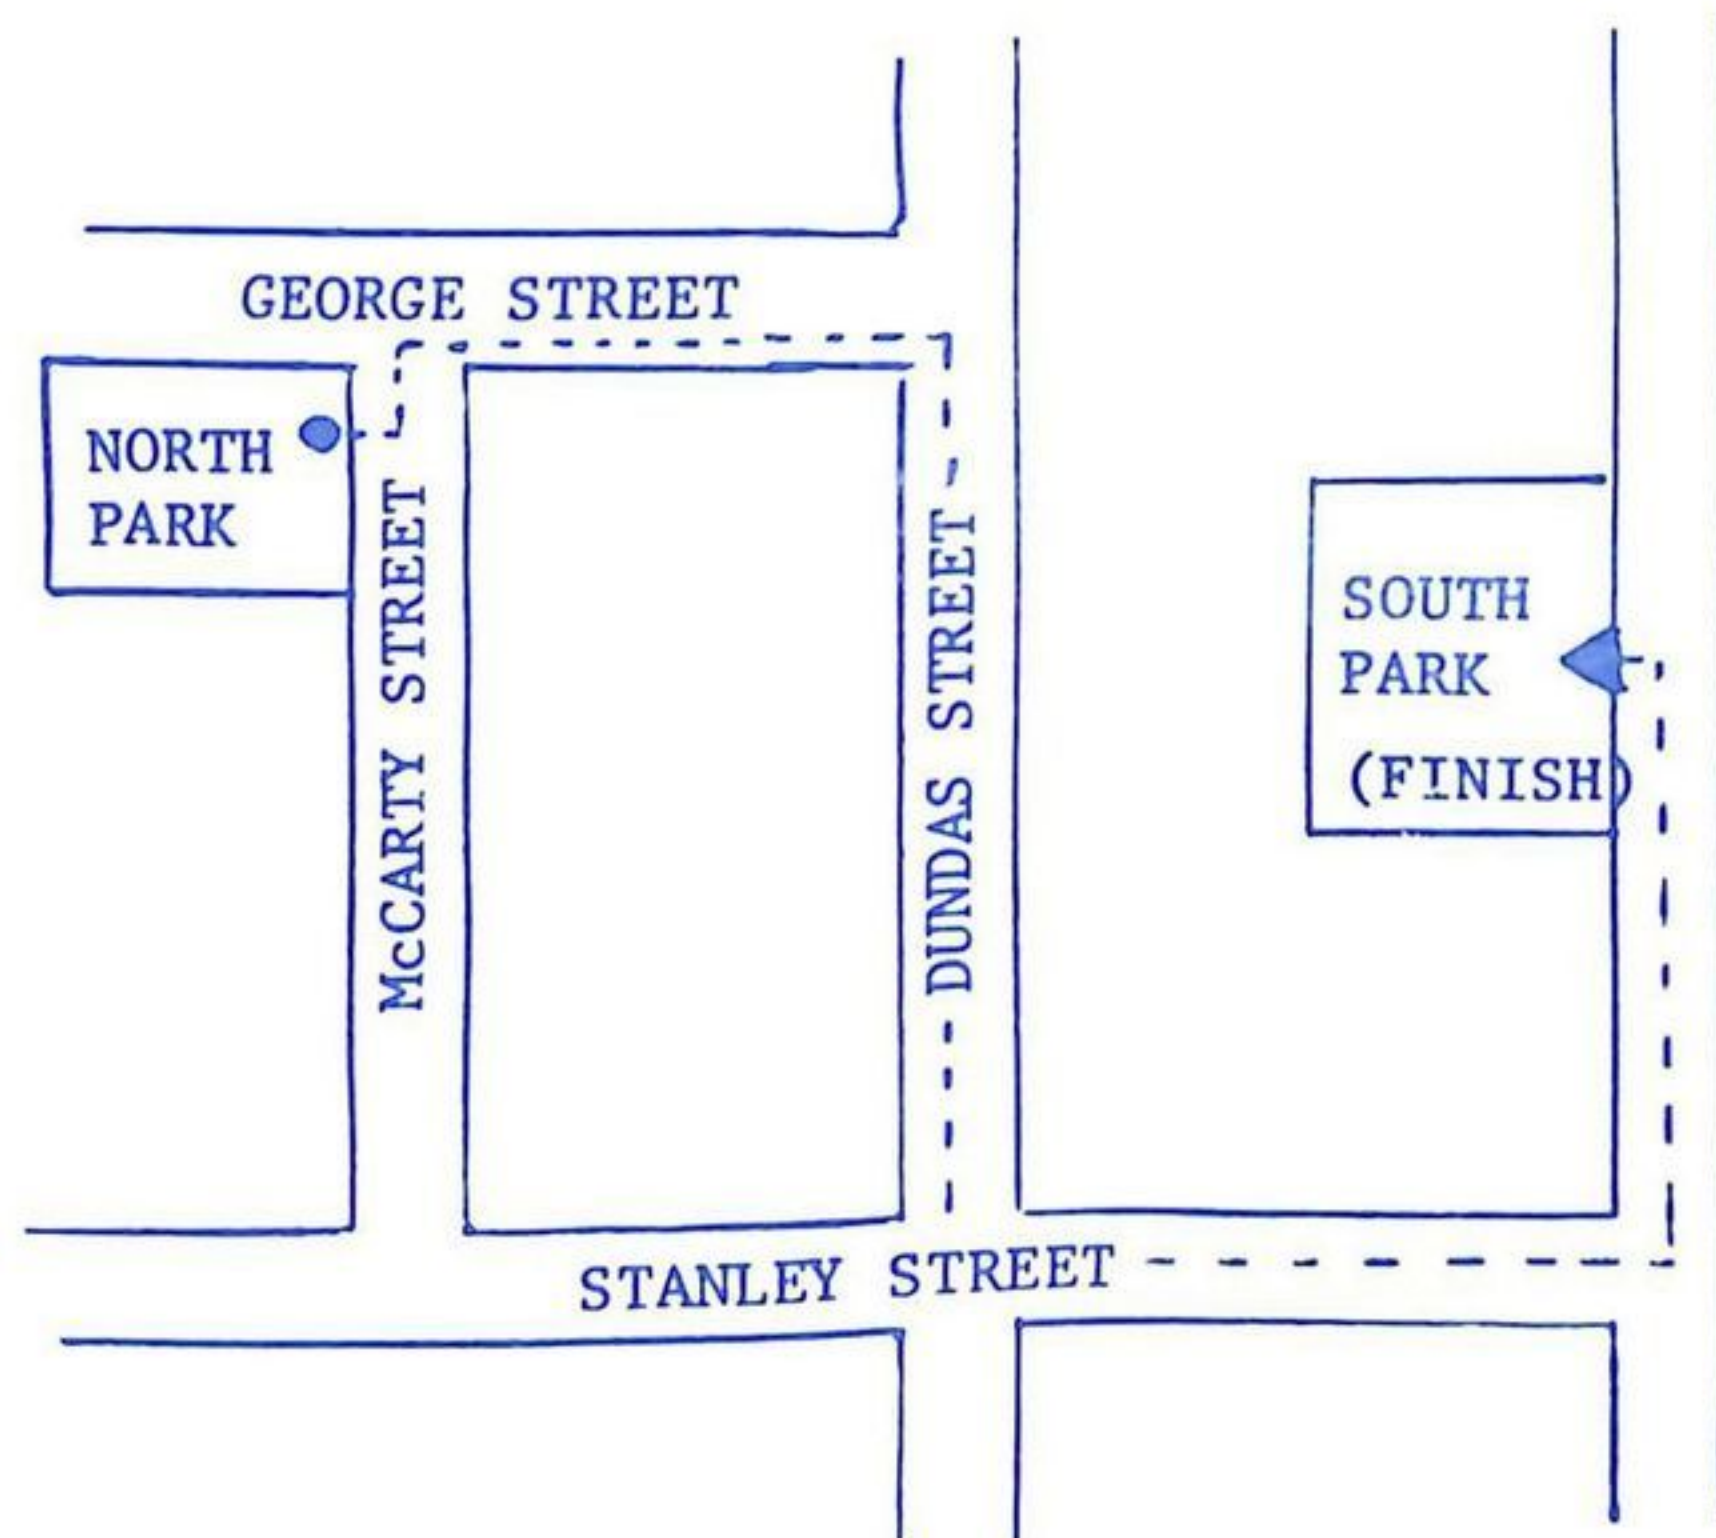 GEORGE STREET
NORTH
PARK
McCARTY STREET
DUNDAS STREET
SOUTH
PARK
(FINISH)
STANLEY STREET